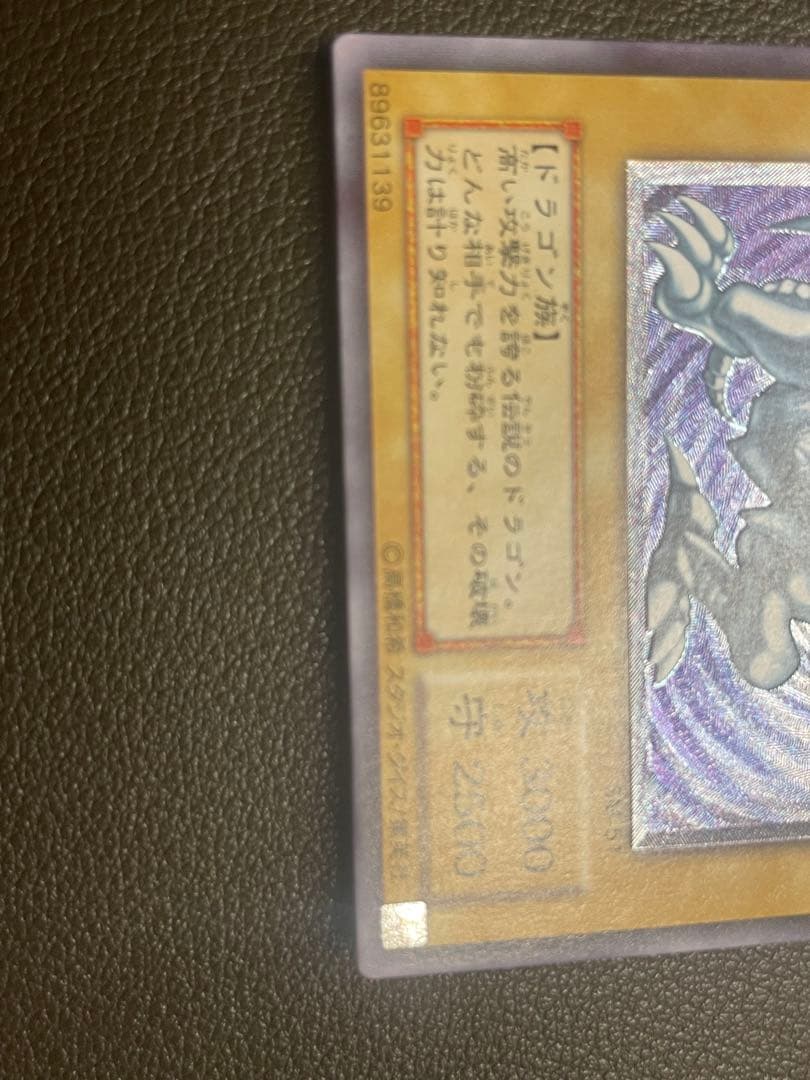 SM-51
【ドラゴン族】
高い攻撃力を誇る伝説のドラゴン。
どんな相手でも粉砕する、その破壊
力は計り知れない。
攻 3000
守 2500
89631139
©高橋和希 スタジオ・ダイス/集英社